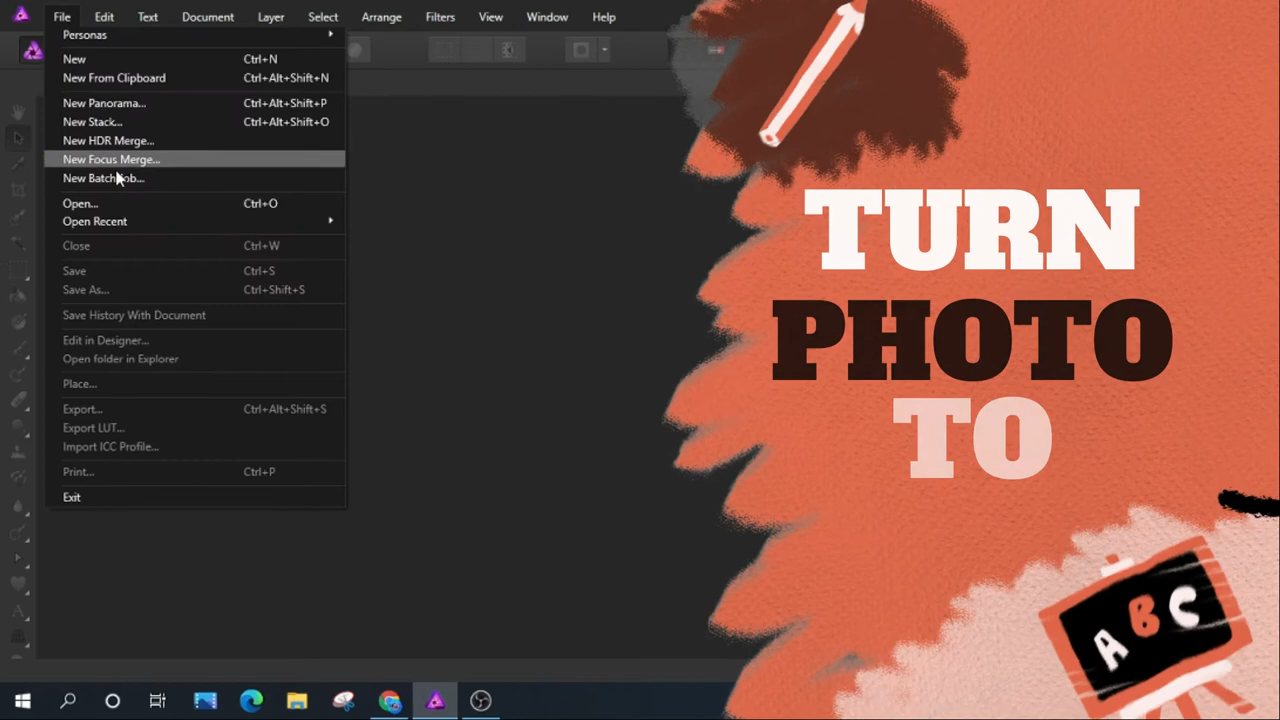 File Edit Text Document Layer Select Arrange Filters View Window Help
Personas
New Ctrl+N
New From Clipboard Ctrl+Alt+Shift+N
New Panorama... Ctrl+Alt+Shift+P
New Stack... Ctrl+Alt+Shift+O
New HDR Merge...
New Focus Merge...
New Batch Job...
Open... Ctrl+O
Open Recent
Close Ctrl+W
Save Ctrl+S
Save As... Ctrl+Shift+S
Save History With Document
Edit in Designer...
Open folder in Explorer
Place...
Export... Ctrl+Alt+Shift+S
Export LUT...
Import ICC Profile...
Print... Ctrl+P
Exit
TURN
PHOTO
TO
ABC